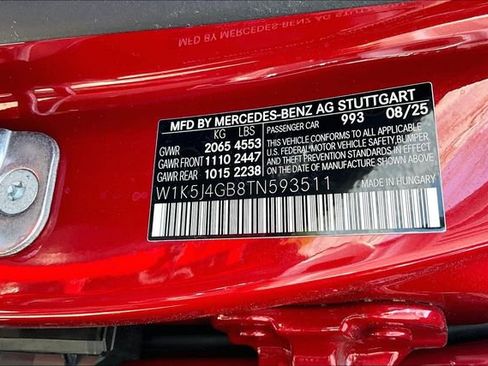 MFD BY MERCEDES-BENZ AG STUTTGART
KG LBS PASSENGER CAR 993 08/25
GVWR 2065 4553 THIS VEHICLE CONFORMS TO ALL APPLICABLE
GAWR FRONT 1110 2447 U.S. FEDERAL MOTOR VEHICLE SAFETY, BUMPER,
GAWR REAR 1015 2238 AND THEFT PREVENTION STANDARDS IN EFFECT
ON THE DATE OF MANUFACTURE SHOWN ABOVE.
W1K5J4GB8TN593511 MADE IN HUNGARY